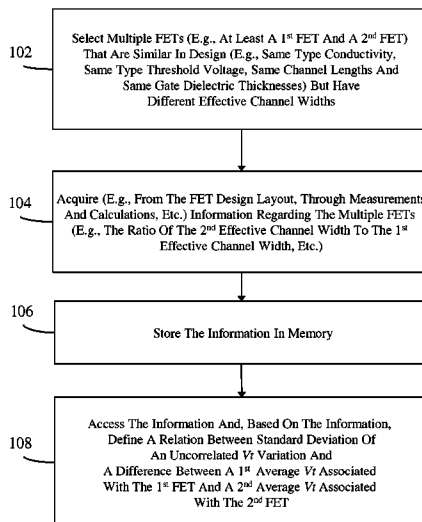 102
Select Multiple FETs (E.g., At Least A 1st FET And A 2nd FET)
That Are Similar In Design (E.g., Same Type Conductivity,
Same Type Threshold Voltage, Same Channel Lengths And
Same Gate Dielectric Thicknesses) But Have
Different Effective Channel Widths
104
Acquire (E.g., From The FET Design Layout, Through Measurements
And Calculations, Etc.) Information Regarding The Multiple FETs
(E.g., The Ratio Of The 2nd Effective Channel Width To The 1st
Effective Channel Width, Etc.)
106
Store The Information In Memory
108
Access The Information And, Based On The Information,
Define A Relation Between Standard Deviation Of
An Uncorrelated Vt Variation And
A Difference Between A 1st Average Vt Associated
With The 1st FET And A 2nd Average Vt Associated
With The 2nd FET